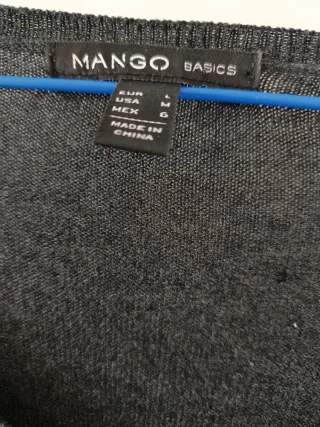 MANGO BASICS
EUR L
USA M
MEX G
MADE IN
CHINA